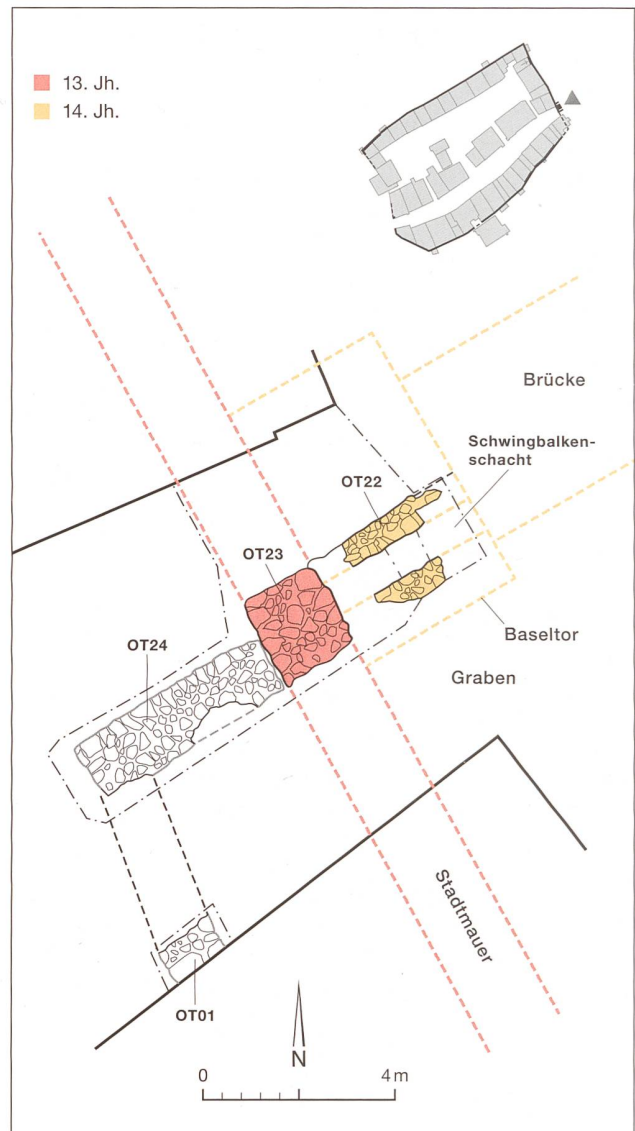 13. Jh.
14. Jh.
Brücke
Schwingbalken-
schacht
OT22
OT23
Baseltor
OT24
Graben
Stadtmauer
OT01
N
0
4 m